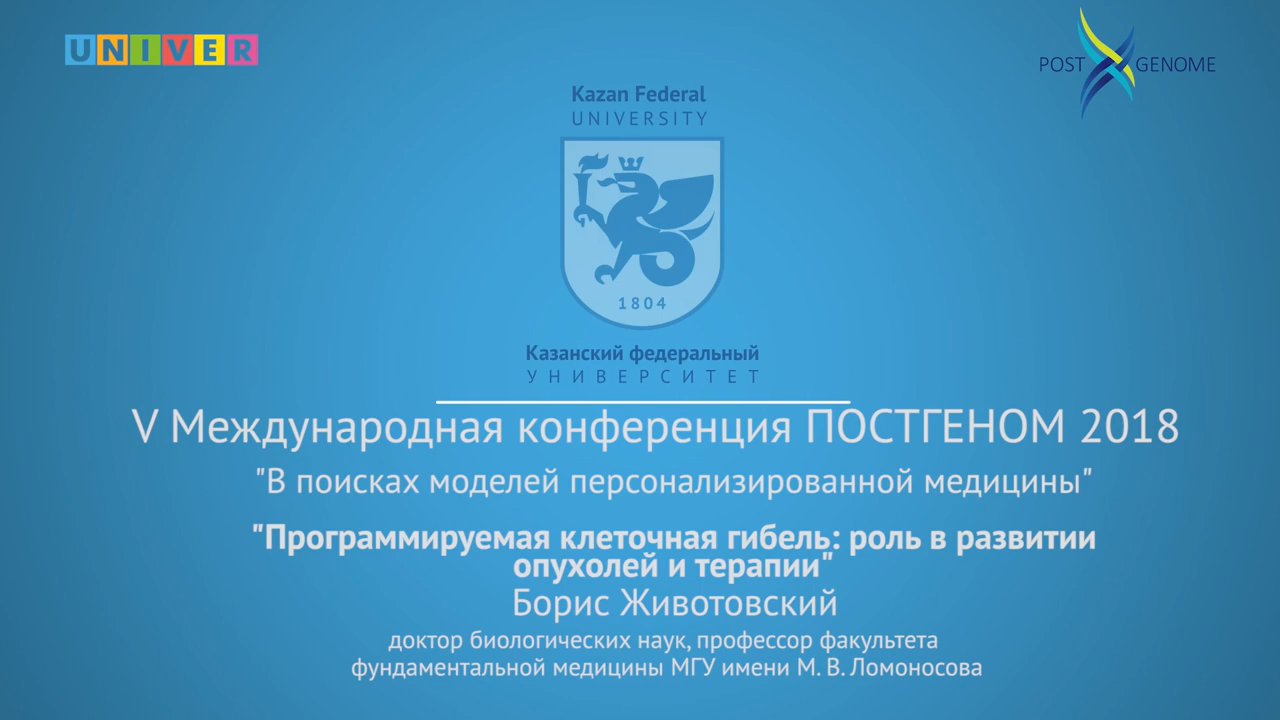 UNIVER
POST GENOME
Kazan Federal
UNIVERSITY
1804
Казанский федеральный
УНИВЕРСИТЕТ
V Международная конференция ПОСТГЕНОМ 2018
"В поисках моделей персонализированной медицины"
"Программируемая клеточная гибель: роль в развитии
опухолей и терапии"
Борис Животовский
доктор биологических наук, профессор факультета
фундаментальной медицины МГУ имени М. В. Ломоносова